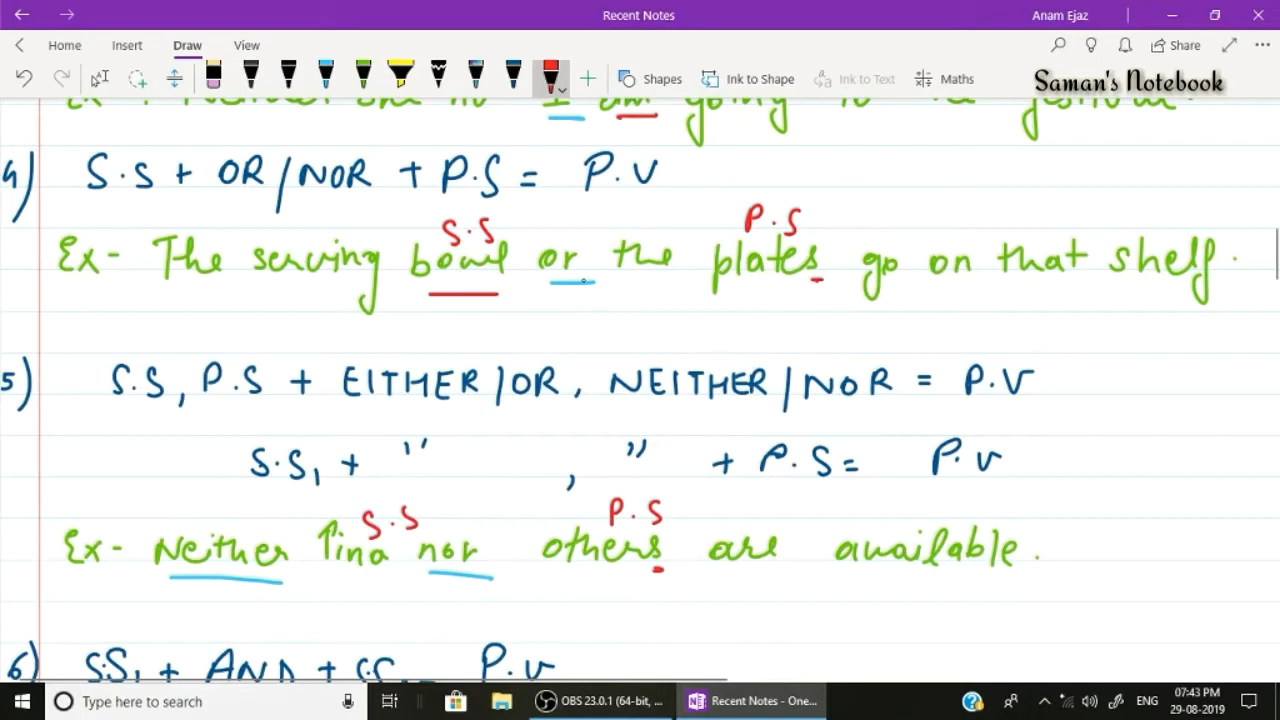 Recent Notes
Anam Ejaz
Home Insert Draw View
Share
Shapes Ink to Shape Ink to Text Maths
Saman's Notebook
I am going to
4) S.S + OR/NOR + P.S = P.V
S.S P.S
Ex- The serving bowl or the plates go on that shelf.
5) S.S, P.S + EITHER/OR, NEITHER/NOR = P.V
S.S, + " , " + P.S = P.V
S.S P.S
Ex- Neither Tina nor others are available.
6) S.S, + AND + S.S = P.V
Type here to search
OBS 23.0.1 (64-bit, ...
Recent Notes - One...
ENG
07:43 PM
29-08-2019